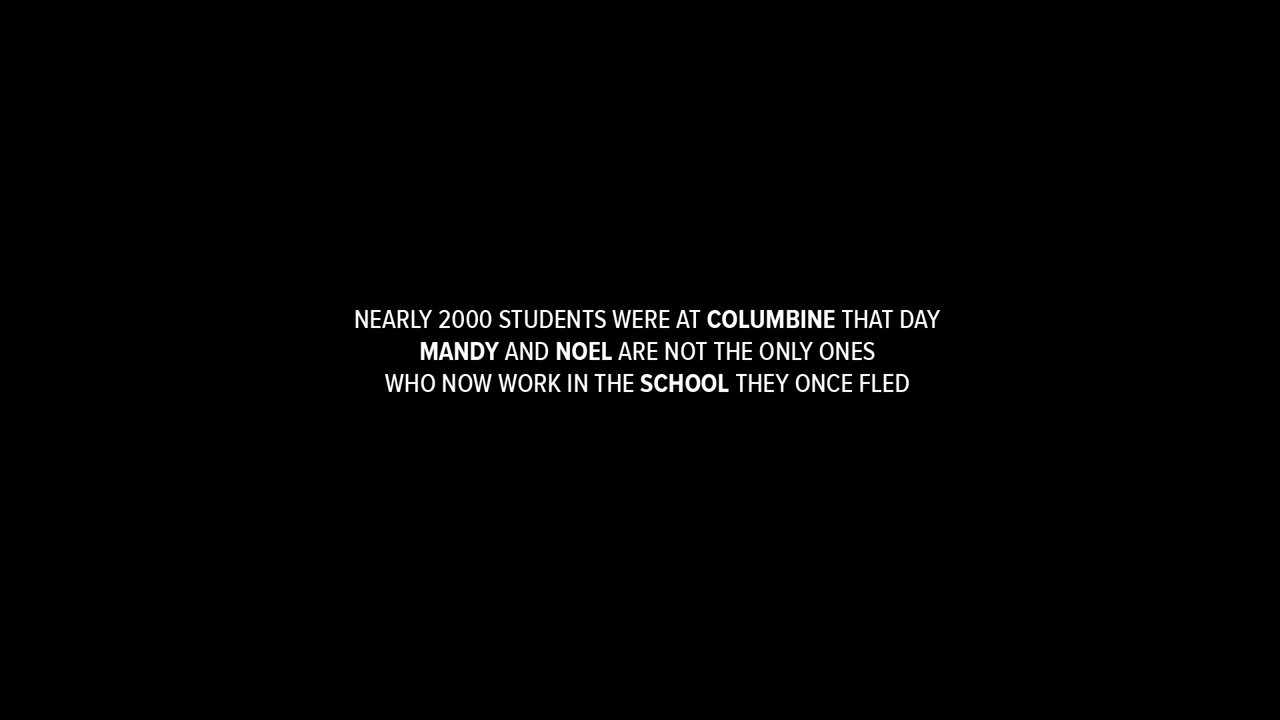 NEARLY 2000 STUDENTS WERE AT COLUMBINE THAT DAY
MANDY AND NOEL ARE NOT THE ONLY ONES
WHO NOW WORK IN THE SCHOOL THEY ONCE FLED